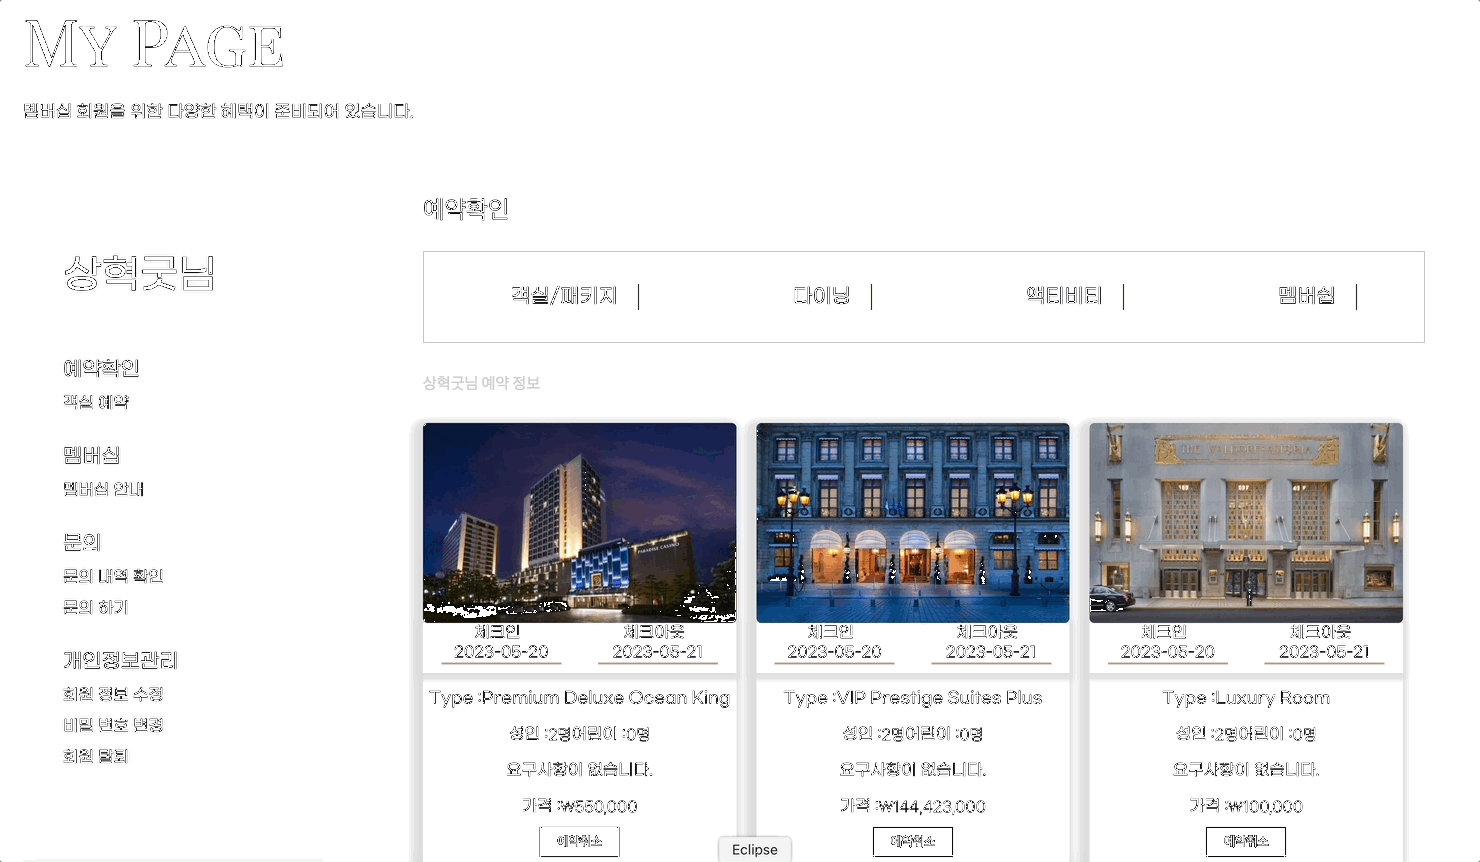 MY PAGE
멤버십 회원을 위한 다양한 혜택이 준비되어 있습니다.
상혁굿님
예약확인
객실 예약
멤버십
멤버십 안내
문의
문의 내역 확인
문의 하기
개인정보관리
회원 정보 수정
비밀 번호 변경
회원 탈퇴
예약확인
객실/패키지 다이닝 액티비티 멤버쉽
상혁굿님 예약 정보
PARADISE CASINO
체크인 체크아웃
2023-05-20 2023-05-21
Type :Premium Deluxe Ocean King
성인 :2명어린이 :0명
요구사항이 없습니다.
가격 :₩550,000
예약취소
체크인 체크아웃
2023-05-20 2023-05-21
Type :VIP Prestige Suites Plus
성인 :2명어린이 :0명
요구사항이 없습니다.
가격 :₩144,423,000
예약취소
체크인 체크아웃
2023-05-20 2023-05-21
Type :Luxury Room
성인 :2명어린이 :0명
요구사항이 없습니다.
가격 :₩100,000
예약취소
Eclipse